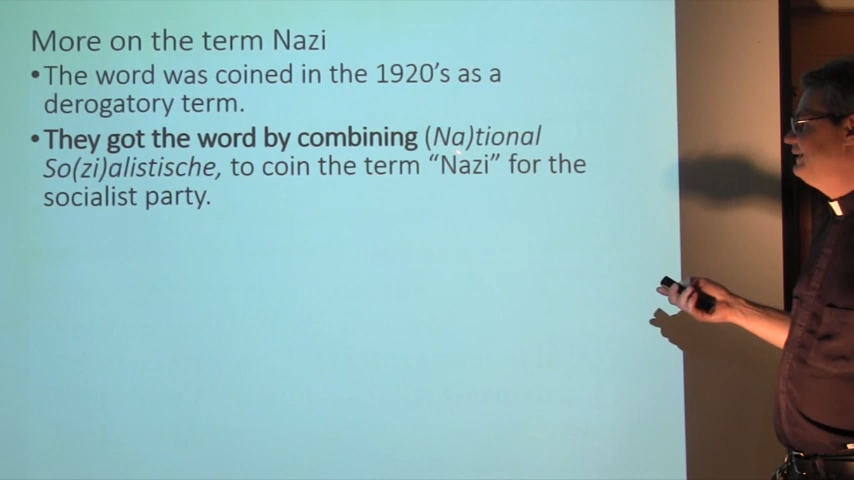 More on the term Nazi
•The word was coined in the 1920's as a
derogatory term.
•They got the word by combining (Na)tional
So(zi)alistische, to coin the term "Nazi" for the
socialist party.